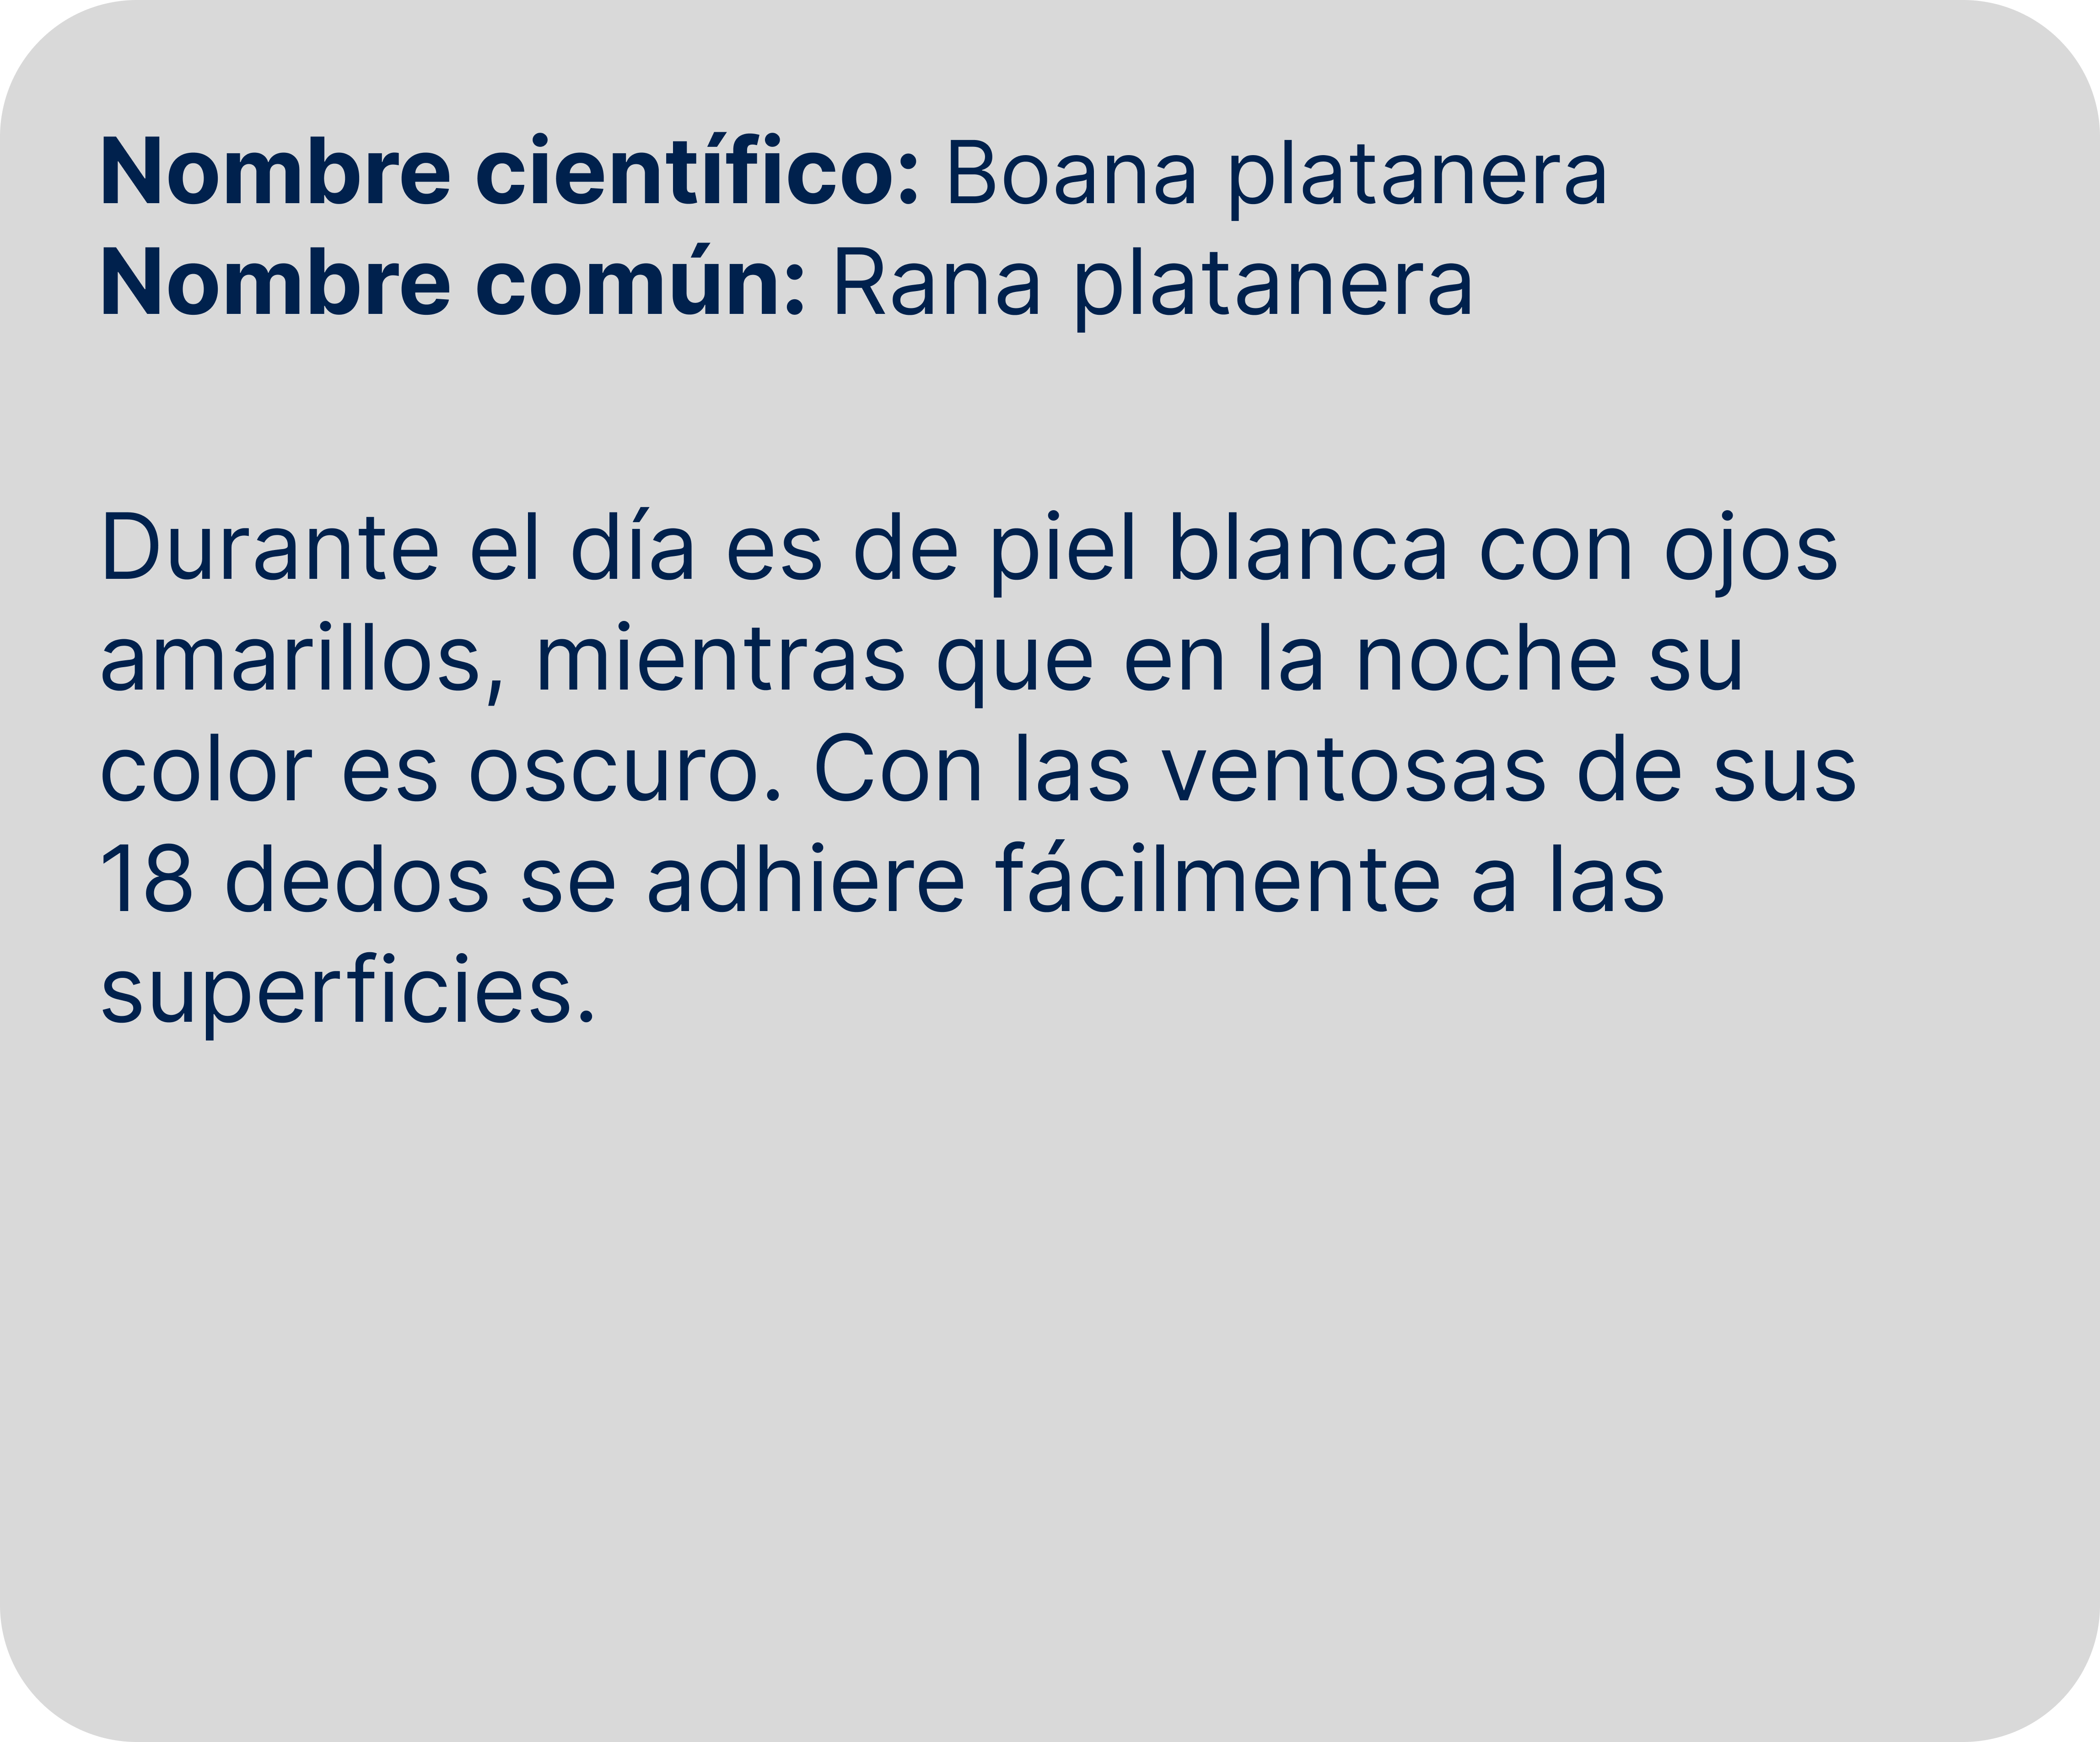 Nombre científico: Boana platanera
Nombre común: Rana platanera
Durante el día es de piel blanca con ojos
amarillos, mientras que en la noche su
color es oscuro. Con las ventosas de sus
18 dedos se adhiere fácilmente a las
superficies.